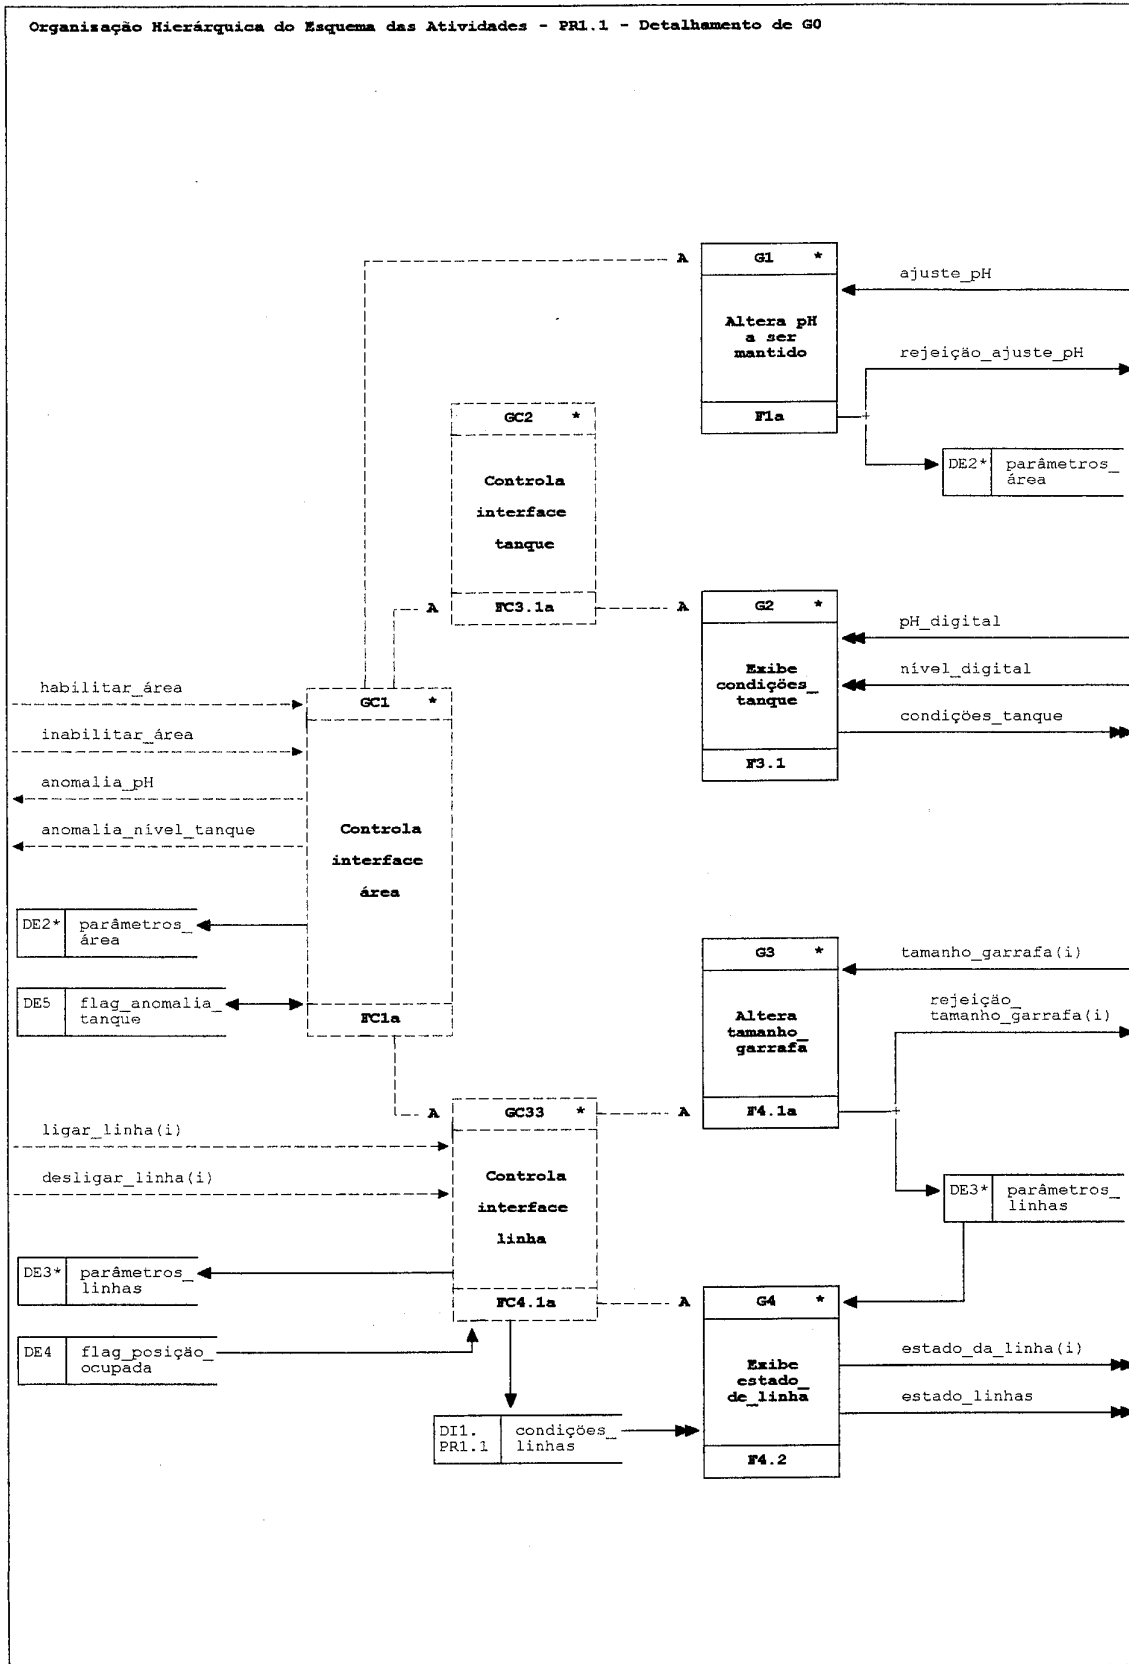 Organização Hierárquica do Esquema das Atividades - PR1.1 - Detalhamento de G0
A
G1 *
ajuste_pH
Altera pH
a ser
mantido
rejeição_ajuste_pH
F1a
DE2* parâmetros_
área
GC2 *
Controla
interface
tanque
A
FC3.1a
A
G2 *
pH_digital
Exibe
condições_
tanque
nível_digital
condições_tanque
F3.1
habilitar_área
GC1 *
inabilitar_área
anomalia_pH
anomalia_nível_tanque
Controla
interface
área
DE2* parâmetros_
área
DE5 flag_anomalia_
tanque
FC1a
G3 *
tamanho_garrafa(i)
Altera
tamanho_
garrafa
rejeição_
tamanho_garrafa(i)
A
GC33 *
A
F4.1a
ligar_linha(i)
desligar_linha(i)
Controla
interface
linha
DE3* parâmetros_
linhas
DE3* parâmetros_
linhas
FC4.1a
A
G4 *
DE4 flag_posição_
ocupada
Exibe
estado_
de_linha
estado_da_linha(i)
estado_linhas
DI1. condições_
PR1.1 linhas
F4.2